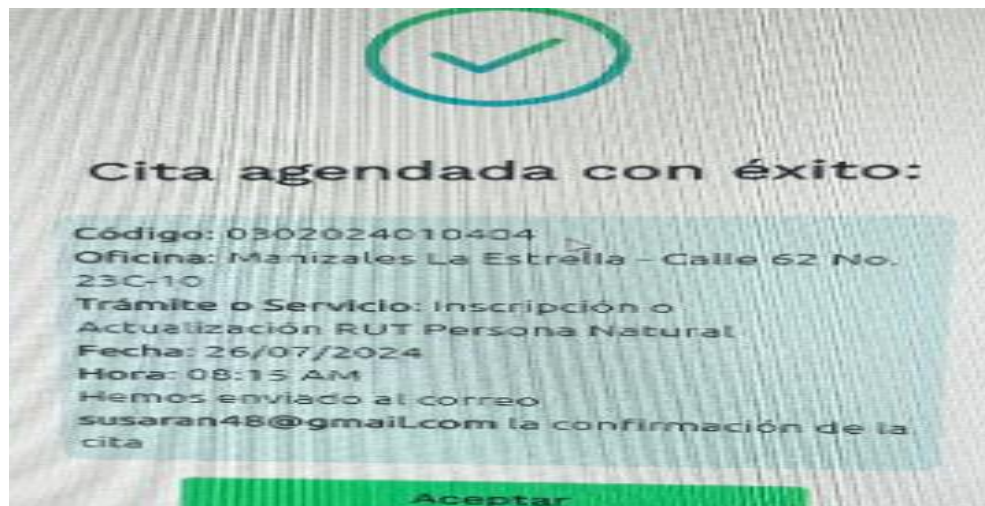 Cita agendada con éxito:
Código: 0302024010404
Oficina: Manizales La Estrella - Calle 62 No.
23C-10
Trámite o Servicio: Inscripción o
Actualización RUT Persona Natural
Fecha: 26/07/2024
Hora: 08:15 AM
Hemos enviado al correo
susaran48@gmail.com la confirmación de la
cita
Aceptar